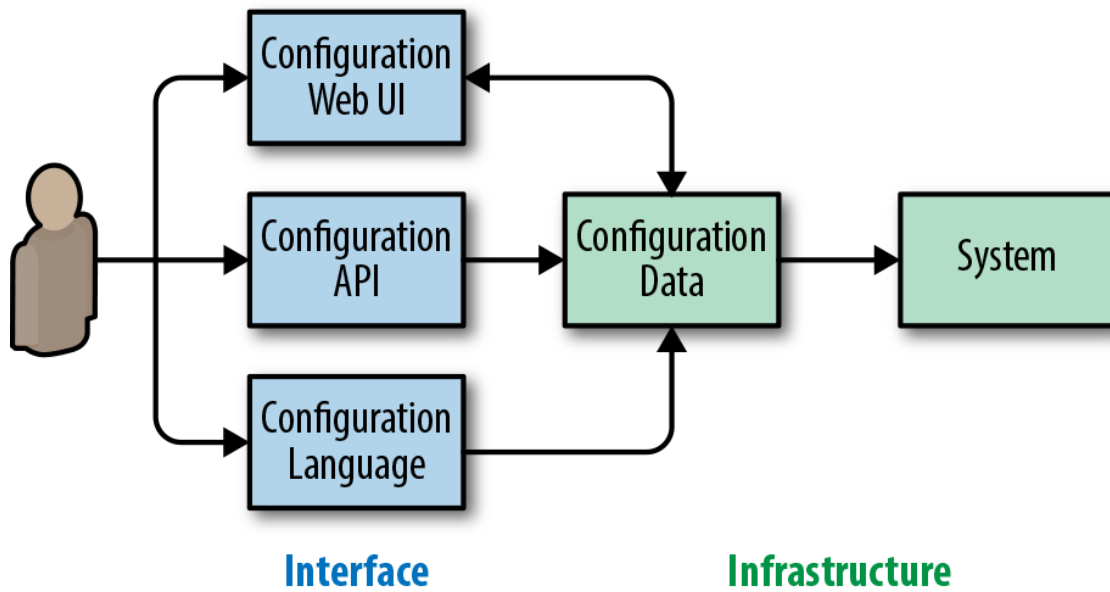 Configuration
Web UI
Configuration
API
Configuration
Data
System
Configuration
Language
Interface
Infrastructure